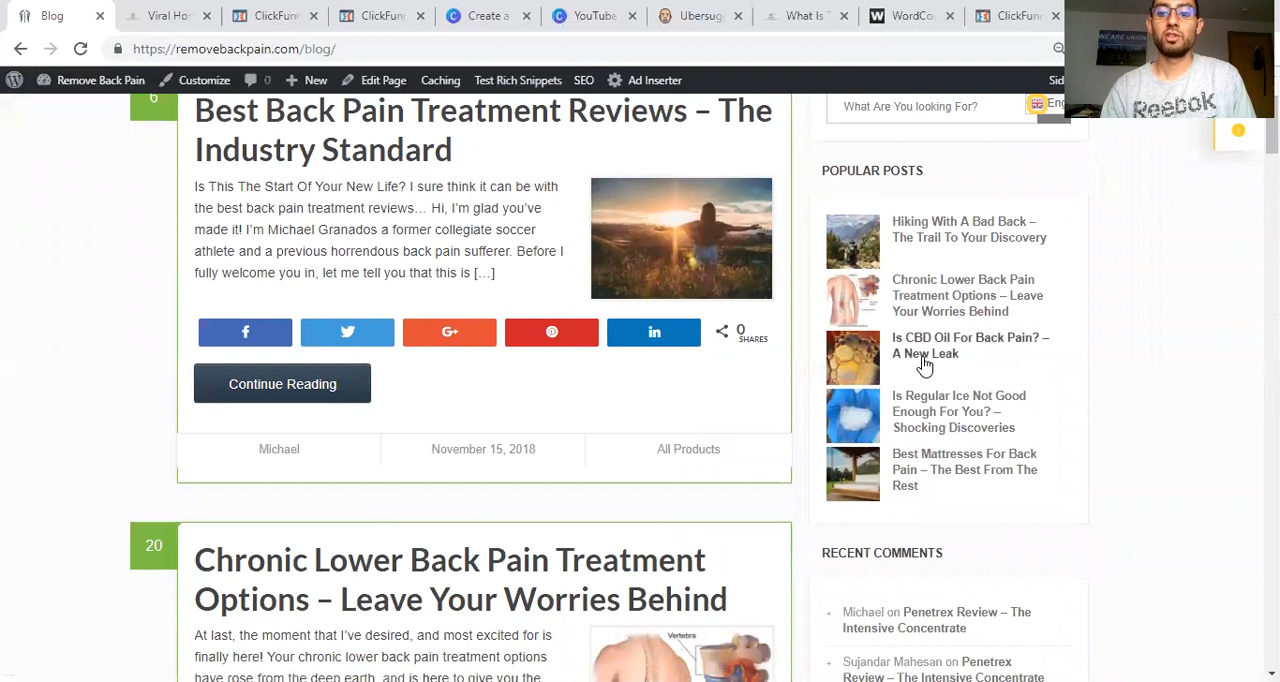 Blog
Viral Ho
ClickFun
ClickFun
Create a
YouTube
Ubersug
What Is T
WordCo
ClickFun
https://removebackpain.com/blog/
Remove Back Pain
Customize
0
New
Edit Page
Caching
Test Rich Snippets
SEO
Ad Inserter
Sid
WE ARE UNION
Reebok
6
Best Back Pain Treatment Reviews – The
Industry Standard
Is This The Start Of Your New Life? I sure think it can be with
the best back pain treatment reviews… Hi, I'm glad you've
made it! I'm Michael Granados a former collegiate soccer
athlete and a previous horrendous back pain sufferer. Before I
fully welcome you in, let me tell you that this is […]
0
SHARES
Continue Reading
Michael
November 15, 2018
All Products
20
Chronic Lower Back Pain Treatment
Options – Leave Your Worries Behind
At last, the moment that I've desired, and most excited for is
finally here! Your chronic lower back pain treatment options
have rose from the deep earth, and is here to give you the
Vertebra
What Are You looking For?
Eng
POPULAR POSTS
Hiking With A Bad Back –
The Trail To Your Discovery
Chronic Lower Back Pain
Treatment Options – Leave
Your Worries Behind
Is CBD Oil For Back Pain? –
A New Leak
Is Regular Ice Not Good
Enough For You? –
Shocking Discoveries
Best Mattresses For Back
Pain – The Best From The
Rest
RECENT COMMENTS
Michael on Penetrex Review – The
Intensive Concentrate
Sujandar Mahesan on Penetrex
Review – The Intensive Concentrate